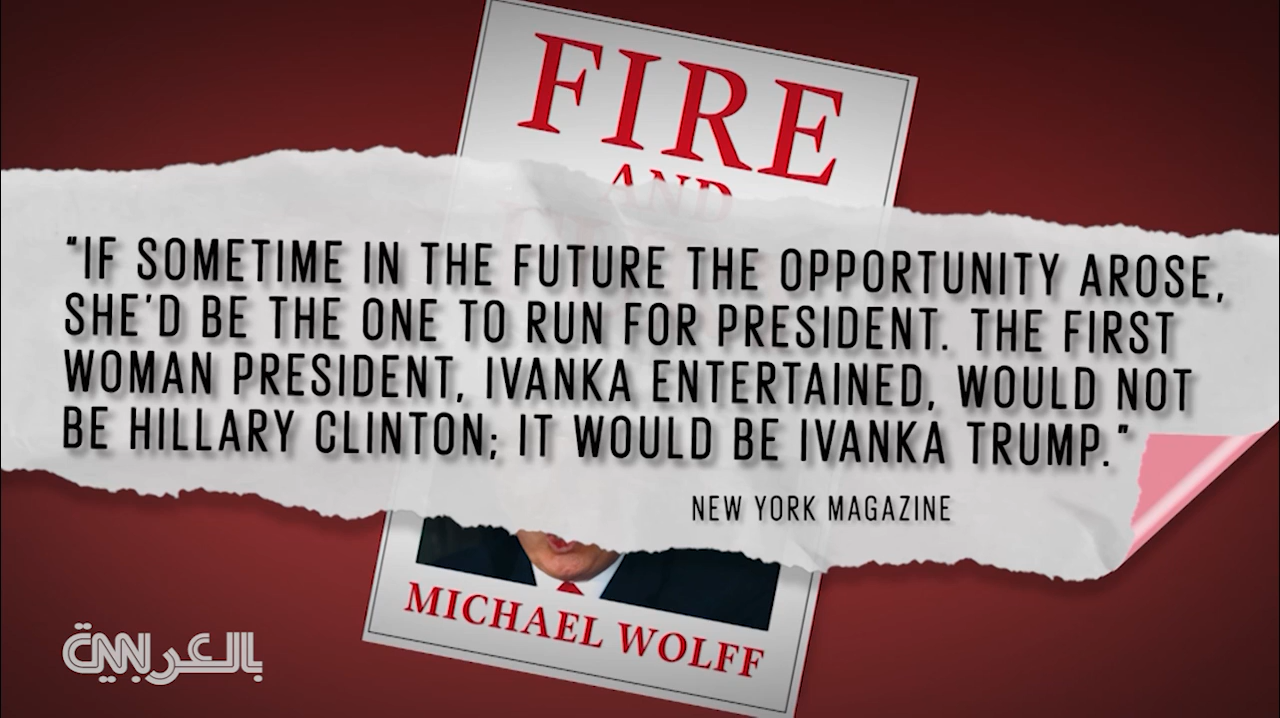 FIRE
AND
"IF SOMETIME IN THE FUTURE THE OPPORTUNITY AROSE,
SHE'D BE THE ONE TO RUN FOR PRESIDENT. THE FIRST
WOMAN PRESIDENT, IVANKA ENTERTAINED, WOULD NOT
BE HILLARY CLINTON; IT WOULD BE IVANKA TRUMP."
NEW YORK MAGAZINE
MICHAEL WOLFF
CNN بالعربية